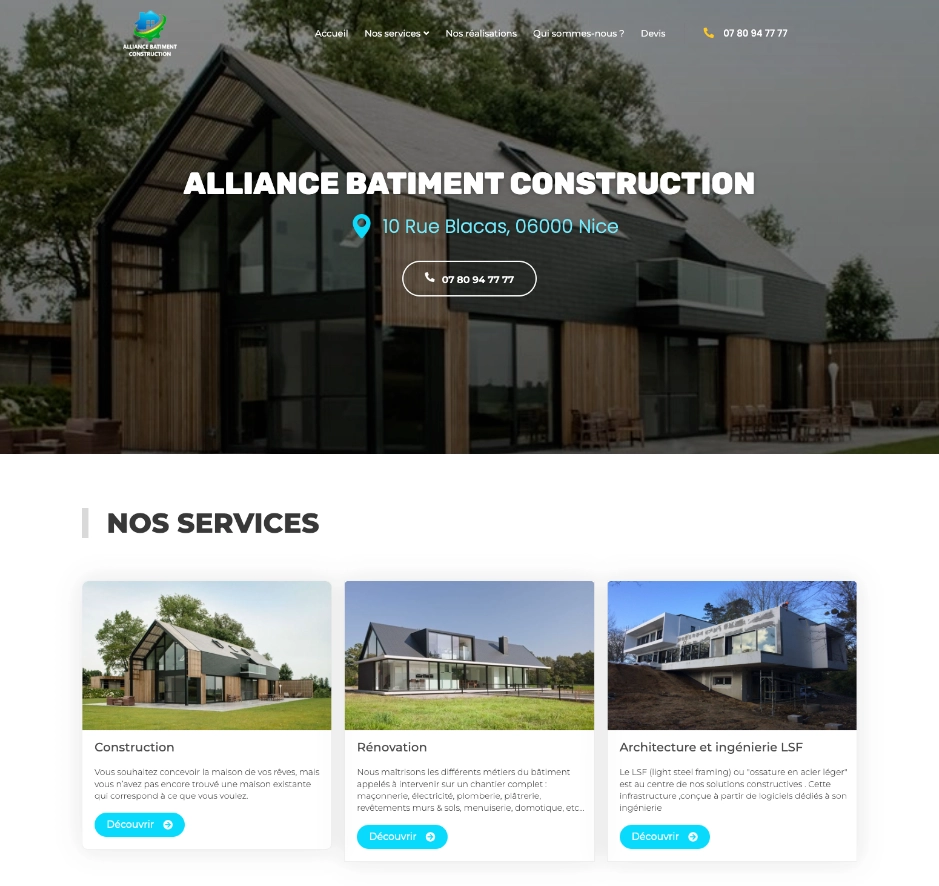 ALLIANCE BATIMENT
CONSTRUCTION
Accueil Nos services Nos réalisations Qui sommes-nous ? Devis 07 80 94 77 77
ALLIANCE BATIMENT CONSTRUCTION
10 Rue Blacas, 06000 Nice
07 80 94 77 77
NOS SERVICES
Construction
Vous souhaitez concevoir la maison de vos rêves, mais
vous n'avez pas encore trouvé une maison existante
qui correspond à ce que vous voulez.
Découvrir
Rénovation
Nous maîtrisons les différents métiers du bâtiment
appelés à intervenir sur un chantier complet :
maçonnerie, électricité, plomberie, plâtrerie,
revêtements murs & sols, menuiserie, domotique, etc...
Découvrir
Architecture et ingénierie LSF
Le LSF (light steel framing) ou "ossature en acier léger"
est au centre de nos solutions constructives . Cette
infrastructure ,conçue à partir de logiciels dédiés à son
ingénierie
Découvrir